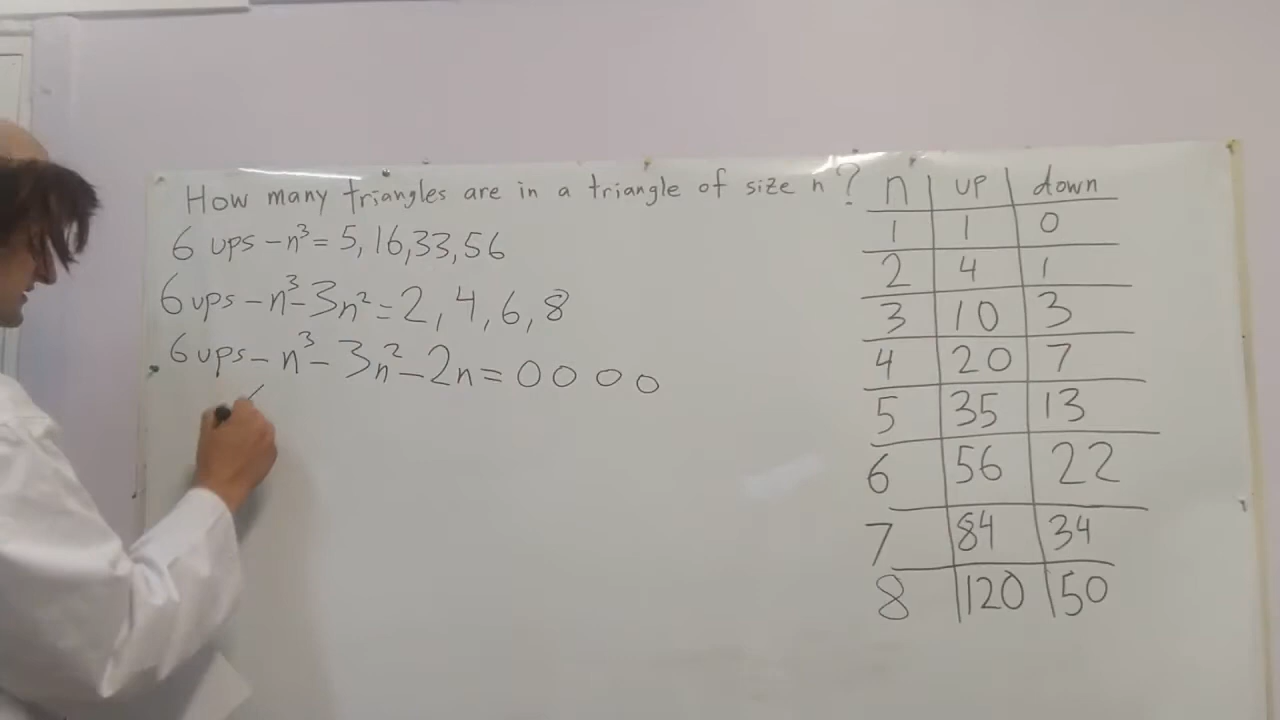 How many triangles are in a triangle of size n?
6 ups - n³ = 5, 16, 33, 56
6 ups - n³ - 3n² = 2, 4, 6, 8
6 ups - n³ - 3n² - 2n = 0 0 0 0
n up down
1 1 0
2 4 1
3 10 3
4 20 7
5 35 13
6 56 22
7 84 34
8 120 50